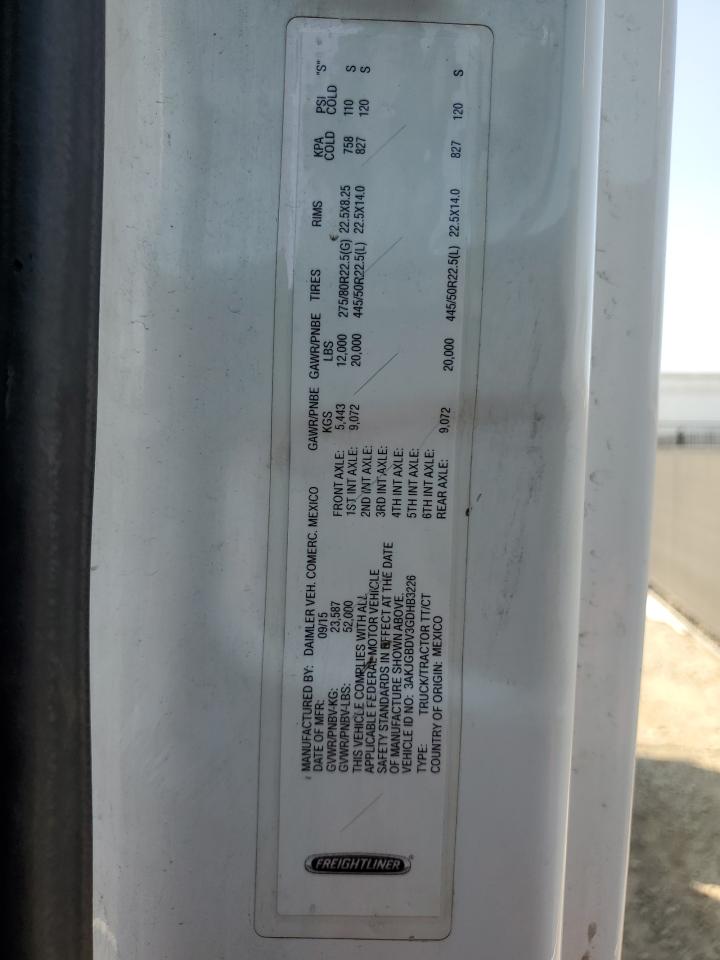 FREIGHTLINER
MANUFACTURED BY: DAIMLER VEH. COMERC. MEXICO
DATE OF MFR: 09/15
GVWR/PNBV-KG: 23,587
GVWR/PNBV-LBS: 52,000
THIS VEHICLE COMPLIES WITH ALL
APPLICABLE FEDERAL MOTOR VEHICLE
SAFETY STANDARDS IN EFFECT AT THE DATE
OF MANUFACTURE SHOWN ABOVE.
VEHICLE ID NO: 3AKJGBDV3GDHB3226
TYPE: TRUCK/TRACTOR TT/CT
COUNTRY OF ORIGIN: MEXICO
GAWR/PNBE KGS GAWR/PNBE LBS TIRES RIMS KPA COLD PSI COLD "S"
FRONT AXLE: 5,443 12,000 275/80R22.5(G) 22.5X8.25 758 110 S
1ST INT AXLE: 9,072 20,000 445/50R22.5(L) 22.5X14.0 827 120 S
2ND INT AXLE:
3RD INT AXLE:
4TH INT AXLE:
5TH INT AXLE:
6TH INT AXLE:
REAR AXLE: 9,072 20,000 445/50R22.5(L) 22.5X14.0 827 120 S